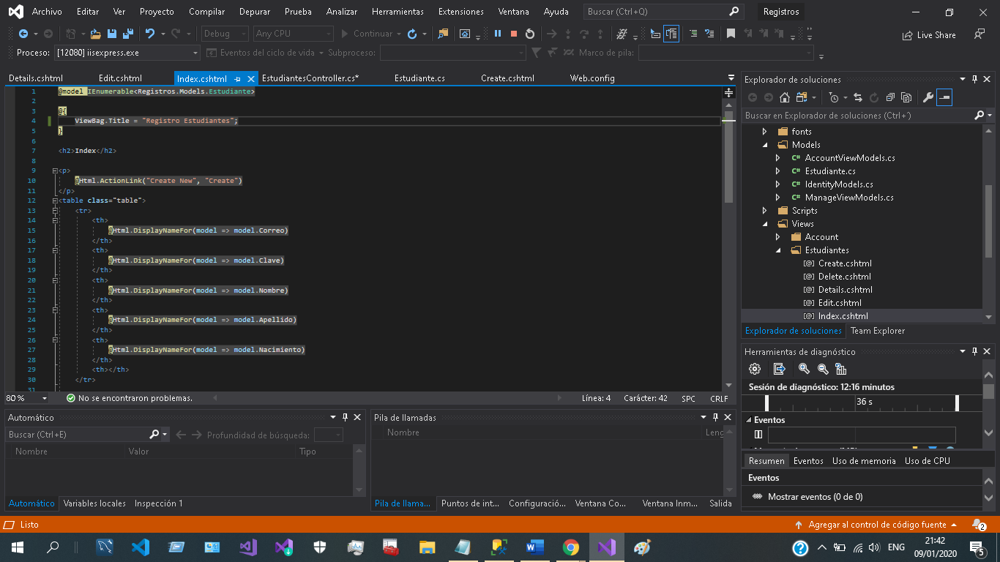 Archivo Editar Ver Proyecto Compilar Depurar Prueba Analizar Herramientas Extensiones Ventana Ayuda Buscar (Ctrl+Q) Registros
Debug Any CPU Continuar Live Share
Proceso: [12080] iisexpress.exe Eventos del ciclo de vida Subproceso: Marco de pila:
Details.cshtml Edit.cshtml Index.cshtml EstudiantesController.cs* Estudiante.cs Create.cshtml Web.config
1 @model IEnumerable<Registros.Models.Estudiante>
2
3 @{
4 ViewBag.Title = "Registro Estudiantes";
5 }
6
7 <h2>Index</h2>
8
9 <p>
10 @Html.ActionLink("Create New", "Create")
11 </p>
12 <table class="table">
13 <tr>
14 <th>
15 @Html.DisplayNameFor(model => model.Correo)
16 </th>
17 <th>
18 @Html.DisplayNameFor(model => model.Clave)
19 </th>
20 <th>
21 @Html.DisplayNameFor(model => model.Nombre)
22 </th>
23 <th>
24 @Html.DisplayNameFor(model => model.Apellido)
25 </th>
26 <th>
27 @Html.DisplayNameFor(model => model.Nacimiento)
28 </th>
29 <th></th>
30 </tr>
31
80 % No se encontraron problemas. Línea: 4 Carácter: 42 SPC CRLF
Explorador de soluciones
Buscar en Explorador de soluciones (Ctrl+´)
fonts
Models
C# AccountViewModels.cs
C# Estudiante.cs
C# IdentityModels.cs
C# ManageViewModels.cs
Scripts
Views
Account
Estudiantes
[@] Create.cshtml
[@] Delete.cshtml
[@] Details.cshtml
[@] Edit.cshtml
[@] Index.cshtml
Explorador de soluciones Team Explorer
Herramientas de diagnóstico
Sesión de diagnóstico: 12:16 minutos
36 s
Eventos
Resumen Eventos Uso de memoria Uso de CPU
Eventos
Mostrar eventos (0 de 0)
Automático
Buscar (Ctrl+E) Profundidad de búsqueda:
Nombre Valor Tipo
Automático Variables locales Inspección 1
Pila de llamadas
Nombre Leng
Pila de llama... Puntos de int... Configuració... Ventana Co... Ventana Inm... Salida
Listo Agregar al control de código fuente 2
ENG 21:42
09/01/2020 5